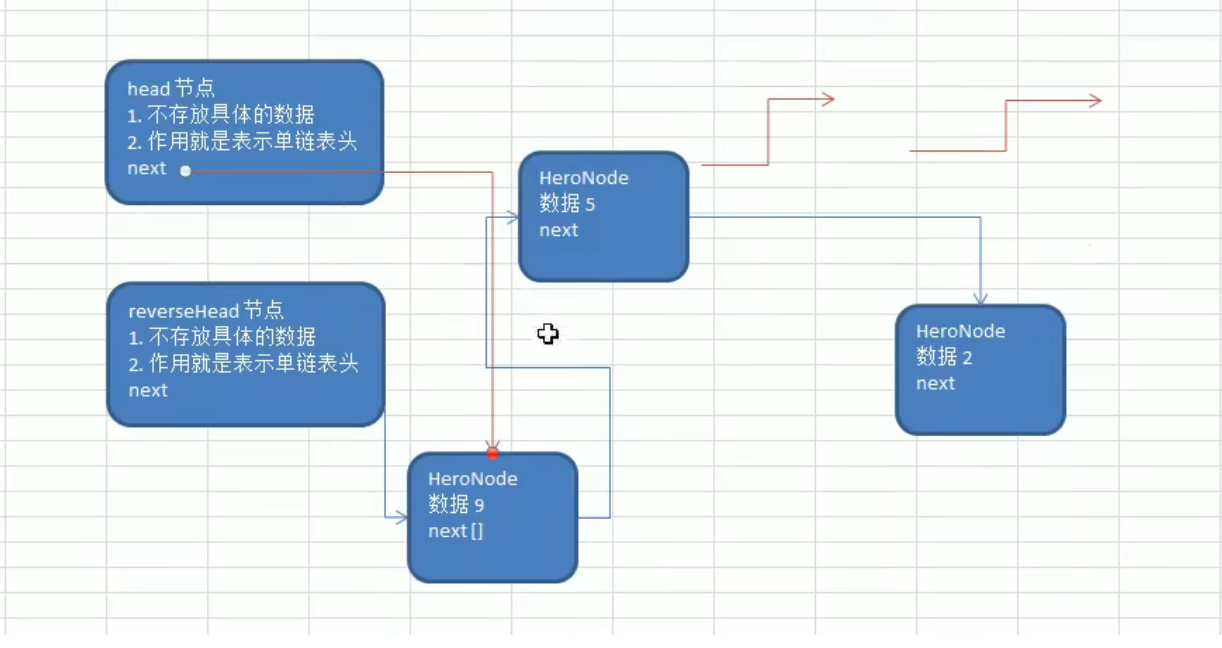 head 节点
1. 不存放具体的数据
2. 作用就是表示单链表头
next
HeroNode
数据 5
next
reverseHead 节点
1. 不存放具体的数据
2. 作用就是表示单链表头
next
HeroNode
数据 2
next
HeroNode
数据 9
next []